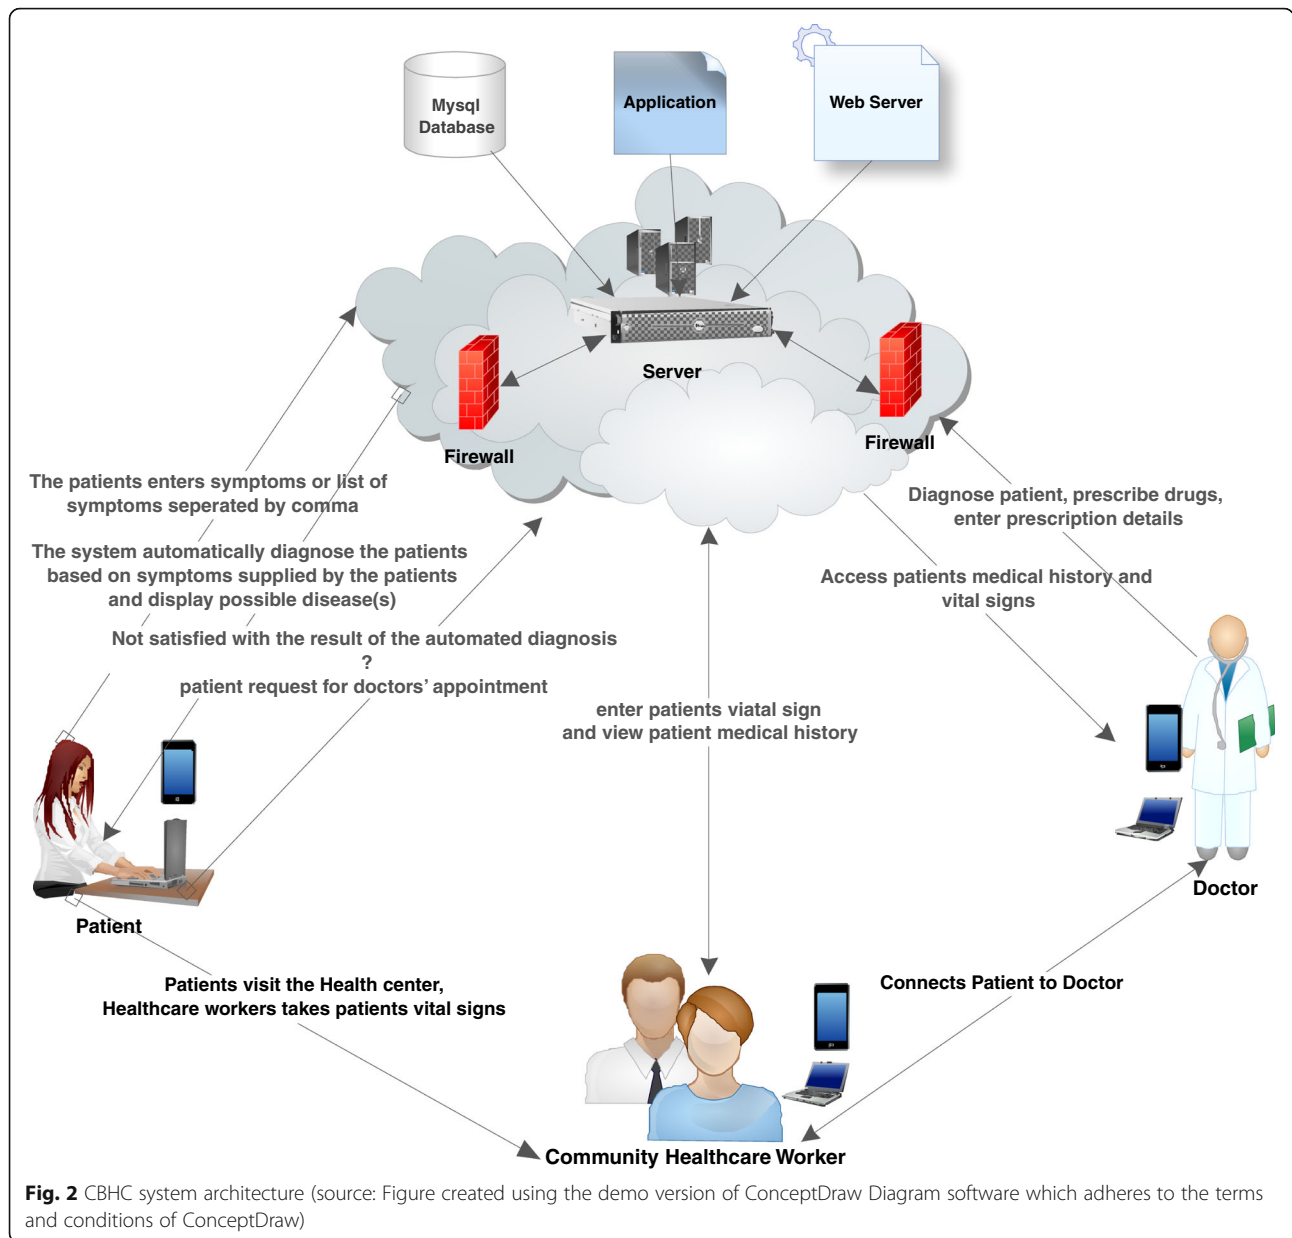 Mysql
Database
Application
Web Server
Server
Firewall
Firewall
The patients enters symptoms or list of
symptoms seperated by comma
Diagnose patient, prescribe drugs,
enter prescription details
The system automatically diagnose the patients
based on symptoms supplied by the patients
and display possible disease(s)
Access patients medical history and
vital signs
Not satisfied with the result of the automated diagnosis
?
patient request for doctors' appointment
enter patients viatal sign
and view patient medical history
Patient
Doctor
Patients visit the Health center,
Healthcare workers takes patients vital signs
Connects Patient to Doctor
Community Healthcare Worker
Fig. 2 CBHC system architecture (source: Figure created using the demo version of ConceptDraw Diagram software which adheres to the terms
and conditions of ConceptDraw)